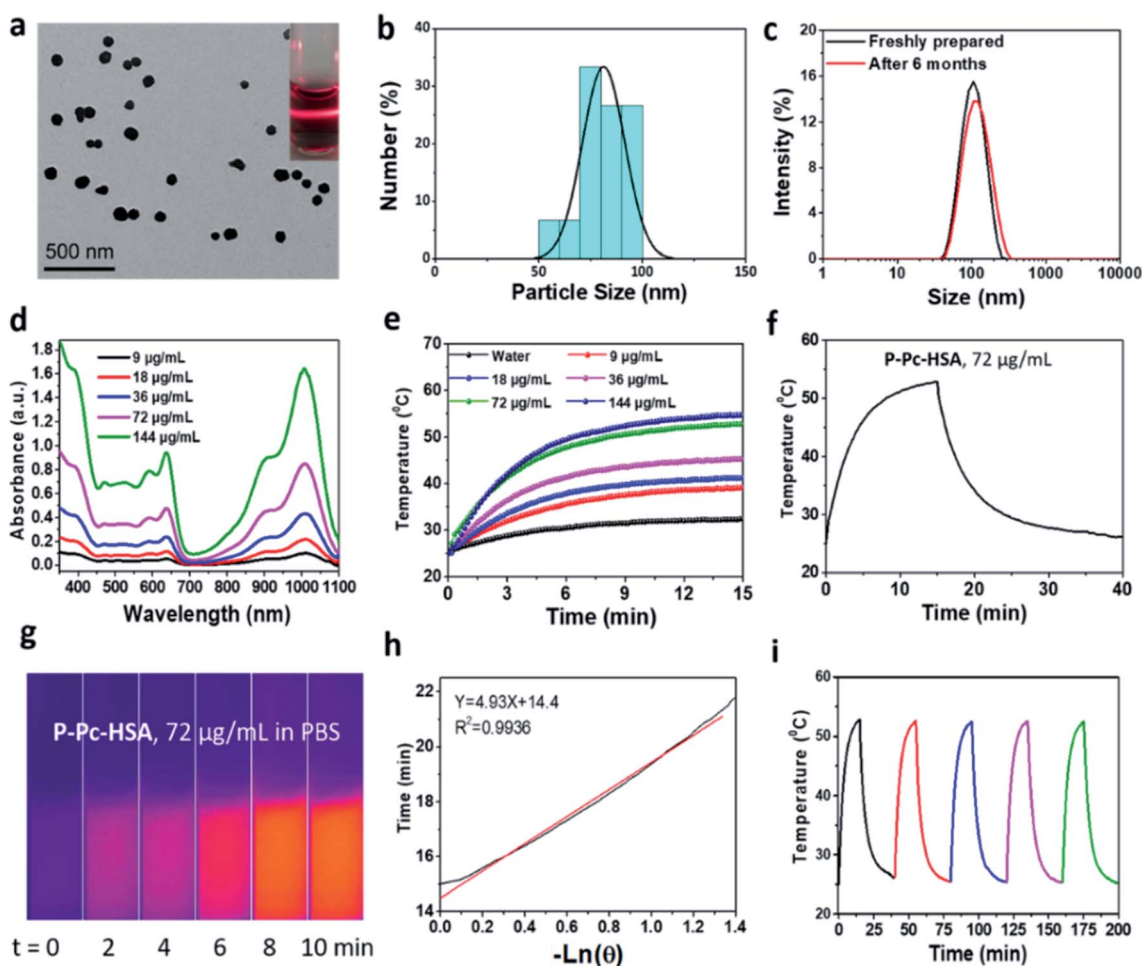 a
500 nm
b
Number (%)
40
30
20
10
0
0
50
100
150
Particle Size (nm)
c
Intensity (%)
20
16
12
8
4
0
Freshly prepared
After 6 months
1
10
100
1000
10000
Size (nm)
d
Absorbance (a.u.)
1.8
1.6
1.4
1.2
1.0
0.8
0.6
0.4
0.2
0.0
9 µg/mL
18 µg/mL
36 µg/mL
72 µg/mL
144 µg/mL
400 500 600 700 800 900 1000 1100
Wavelength (nm)
e
Temperature (⁰C)
70
60
50
40
30
20
Water
9 µg/mL
18 µg/mL
36 µg/mL
72 µg/mL
144 µg/mL
0 3 6 9 12 15
Time (min)
f
Temperature (⁰C)
60
50
40
30
20
P-Pc-HSA, 72 µg/mL
0 10 20 30 40
Time (min)
g
P-Pc-HSA, 72 µg/mL in PBS
t = 0 2 4 6 8 10 min
h
Time (min)
22
20
18
16
14
Y=4.93X+14.4
R²=0.9936
0.0 0.2 0.4 0.6 0.8 1.0 1.2 1.4
-Ln(θ)
i
Temperature (⁰C)
60
50
40
30
20
0 25 50 75 100 125 150 175 200
Time (min)